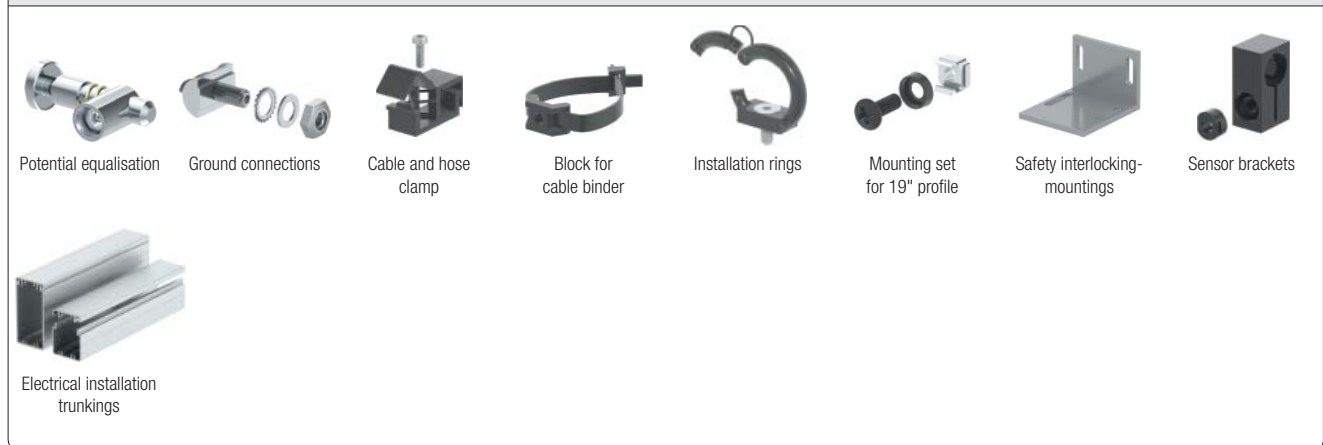 Potential equalisation
Ground connections
Cable and hose
clamp
Block for
cable binder
Installation rings
Mounting set
for 19" profile
Safety interlocking-
mountings
Sensor brackets
Electrical installation
trunkings